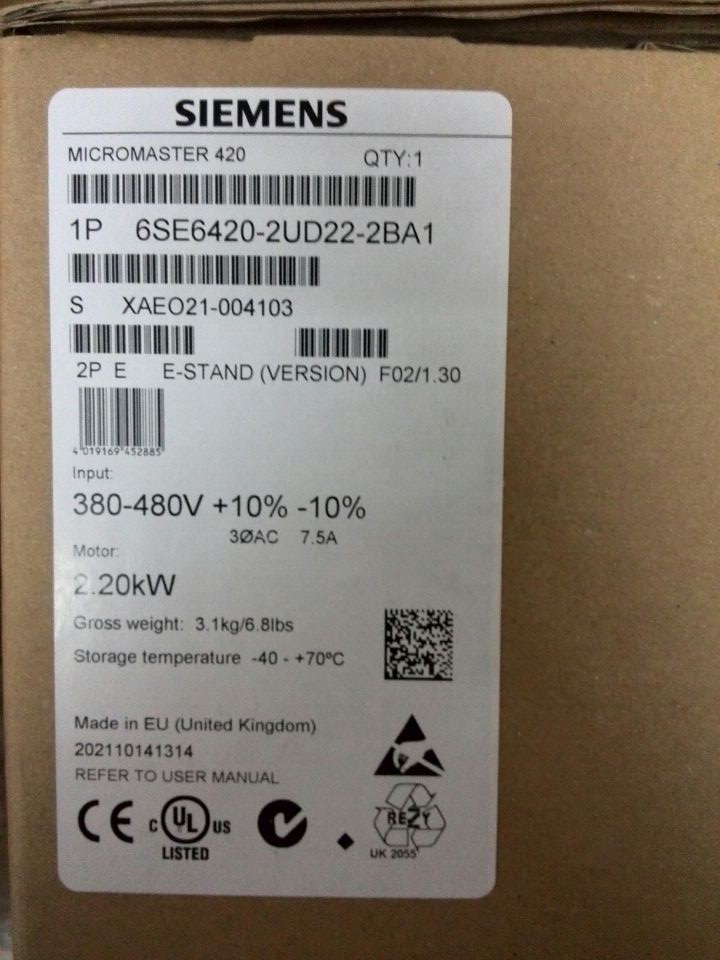 SIEMENS
MICROMASTER 420 QTY:1
1P 6SE6420-2UD22-2BA1
S XAEO21-004103
2P E E-STAND (VERSION) F02/1.30
4 019169 452885
Input:
380-480V +10% -10%
3ØAC 7.5A
Motor:
2.20kW
Gross weight: 3.1kg/6.8lbs
Storage temperature -40 - +70ºC
Made in EU (United Kingdom)
202110141314
REFER TO USER MANUAL
CE C UL US
LISTED
REZY
UK 2055